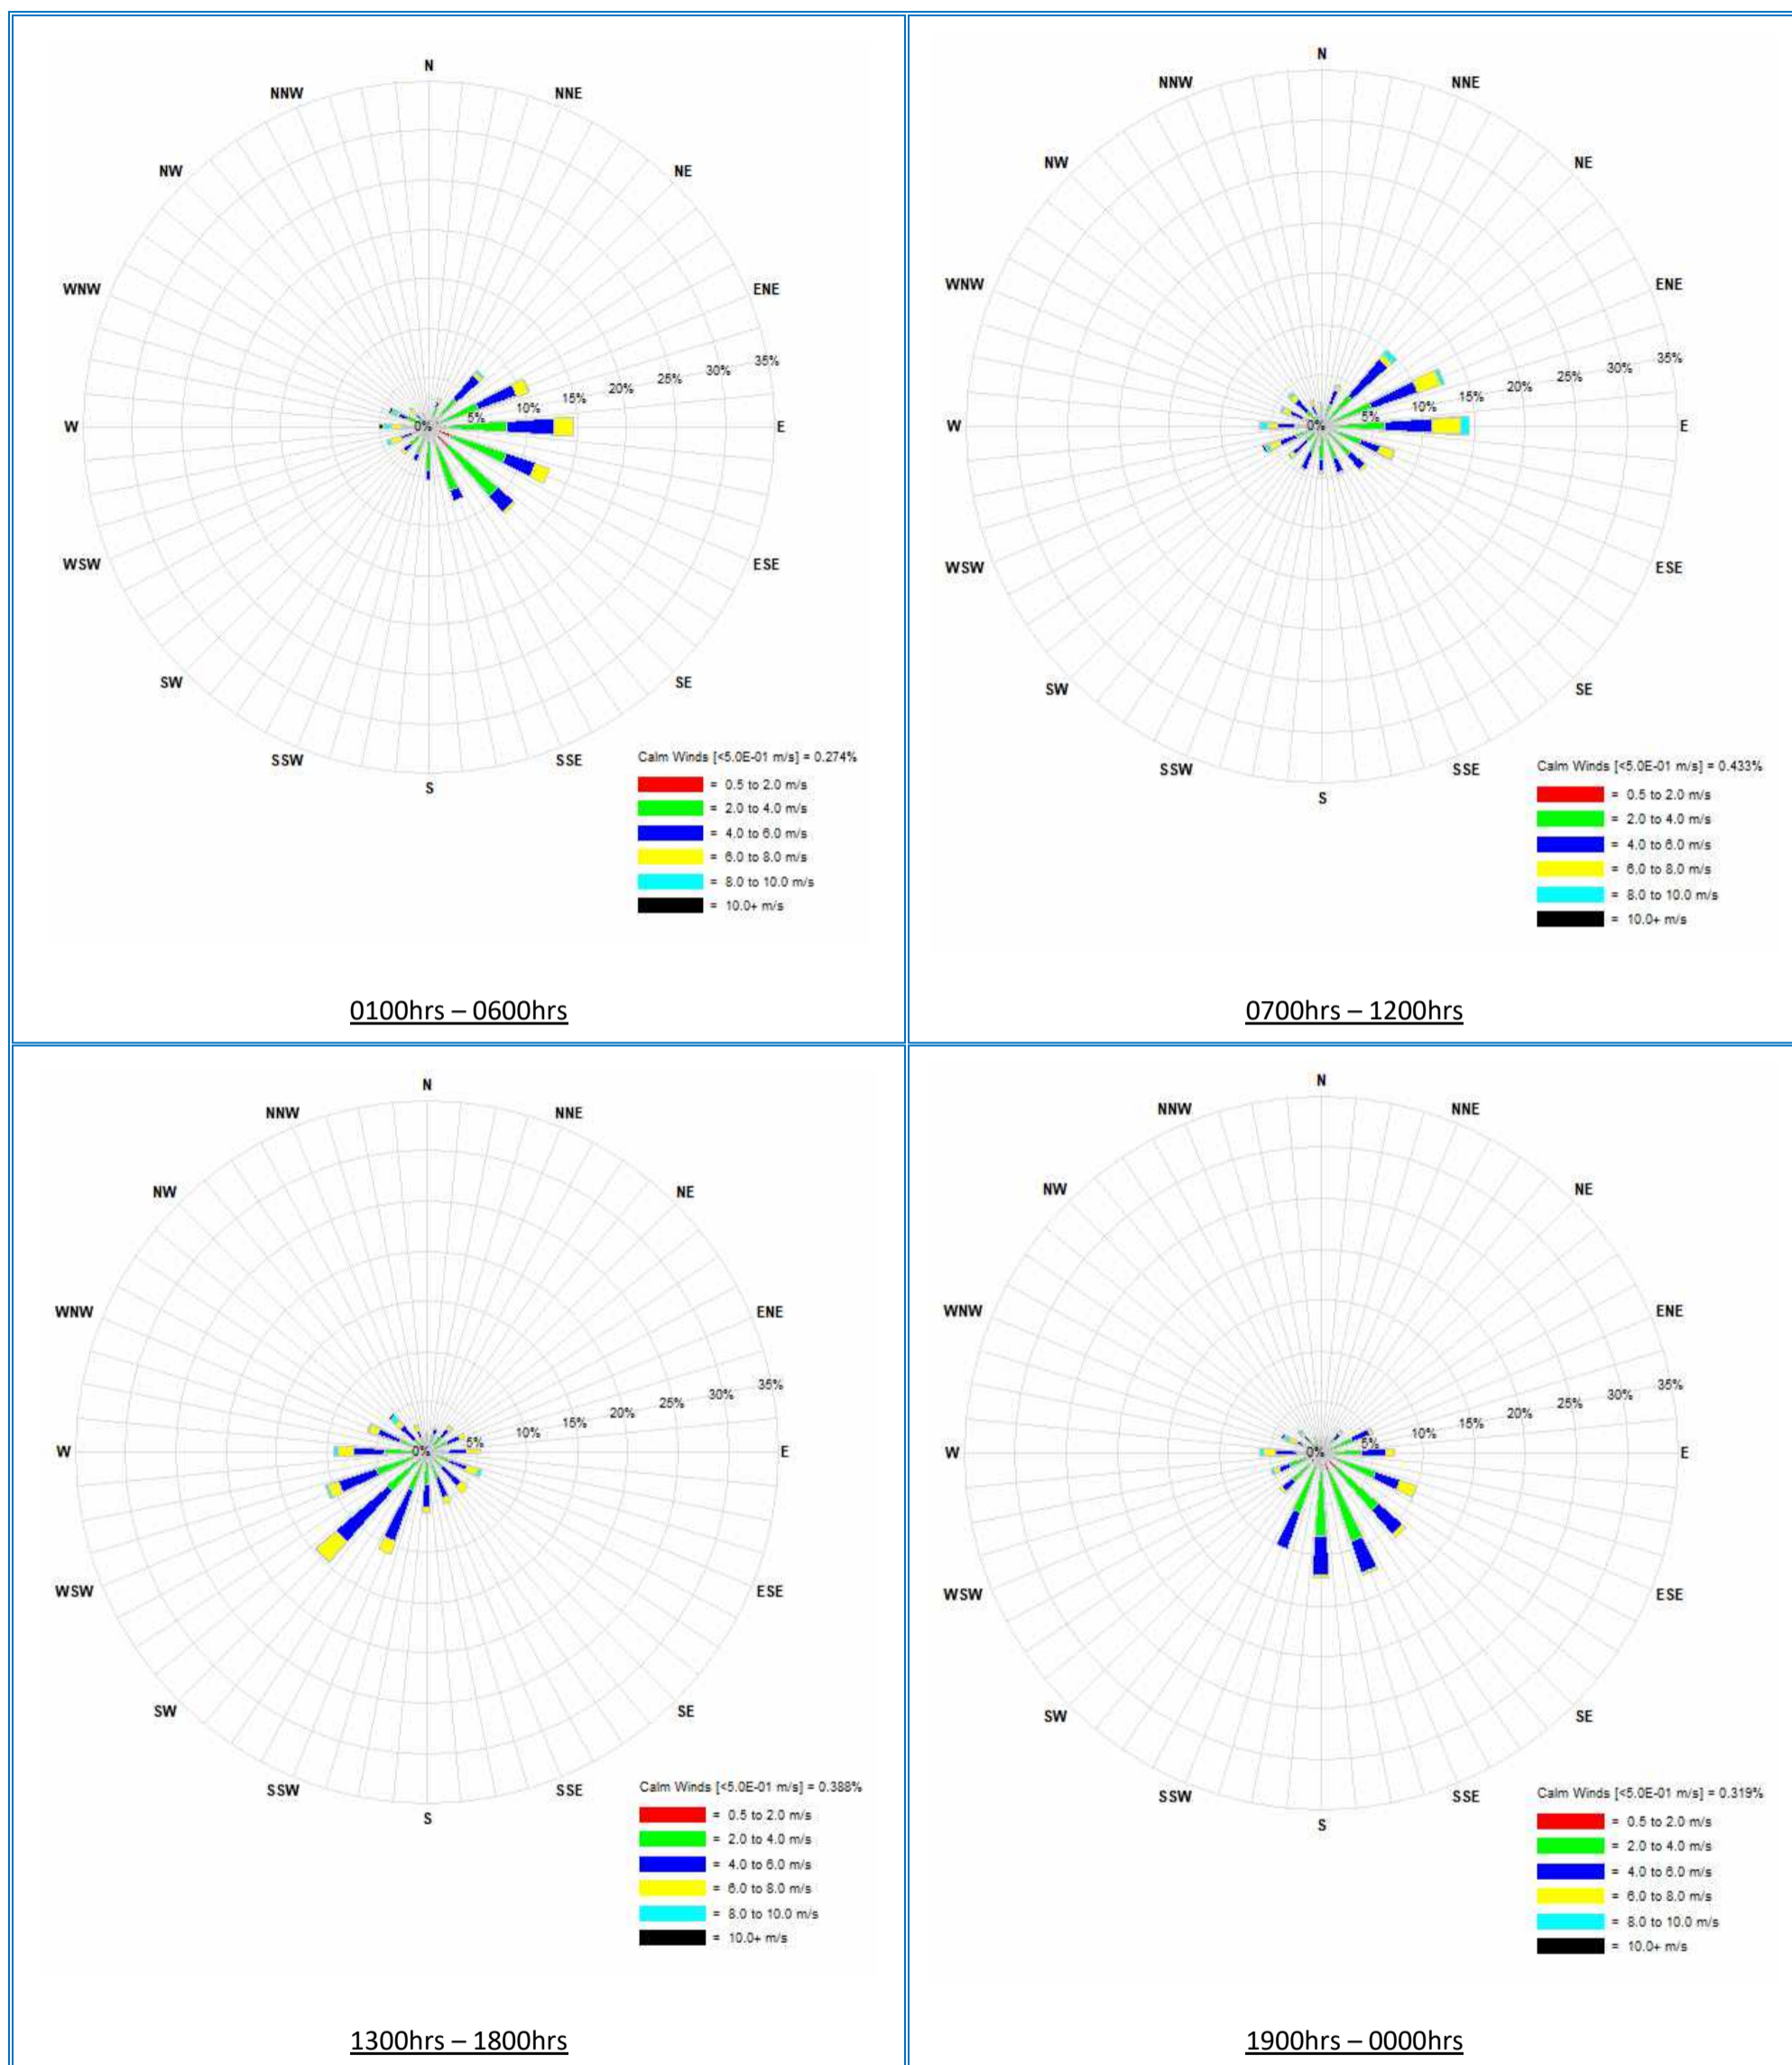 N
NNW
NNE
NW
NE
WNW
ENE
35%
30%
25%
20%
15%
10%
5%
0%
W
E
WSW
ESE
SW
SE
SSW
SSE
S
Calm Winds [<5.0E-01 m/s] = 0.274%
= 0.5 to 2.0 m/s
= 2.0 to 4.0 m/s
= 4.0 to 6.0 m/s
= 6.0 to 8.0 m/s
= 8.0 to 10.0 m/s
= 10.0+ m/s
0100hrs – 0600hrs
N
NNW
NNE
NW
NE
WNW
ENE
35%
30%
25%
20%
15%
10%
5%
0%
W
E
WSW
ESE
SW
SE
SSW
SSE
S
Calm Winds [<5.0E-01 m/s] = 0.433%
= 0.5 to 2.0 m/s
= 2.0 to 4.0 m/s
= 4.0 to 6.0 m/s
= 6.0 to 8.0 m/s
= 8.0 to 10.0 m/s
= 10.0+ m/s
0700hrs – 1200hrs
N
NNW
NNE
NW
NE
WNW
ENE
35%
30%
25%
20%
15%
10%
5%
0%
W
E
WSW
ESE
SW
SE
SSW
SSE
S
Calm Winds [<5.0E-01 m/s] = 0.388%
= 0.5 to 2.0 m/s
= 2.0 to 4.0 m/s
= 4.0 to 6.0 m/s
= 6.0 to 8.0 m/s
= 8.0 to 10.0 m/s
= 10.0+ m/s
1300hrs – 1800hrs
N
NNW
NNE
NW
NE
WNW
ENE
35%
30%
25%
20%
15%
10%
5%
0%
W
E
WSW
ESE
SW
SE
SSW
SSE
S
Calm Winds [<5.0E-01 m/s] = 0.319%
= 0.5 to 2.0 m/s
= 2.0 to 4.0 m/s
= 4.0 to 6.0 m/s
= 6.0 to 8.0 m/s
= 8.0 to 10.0 m/s
= 10.0+ m/s
1900hrs – 0000hrs